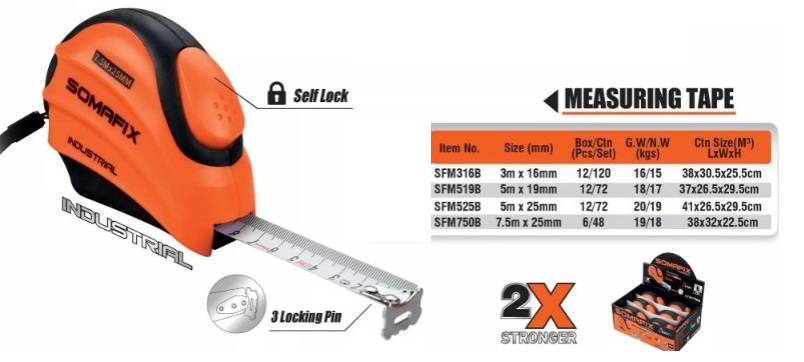 7.5M x 25MM
SOMAFIX
INDUSTRIAL
INDUSTRIAL
Self Lock
3 Locking Pin
MEASURING TAPE
Item No. Size (mm) Box/Ctn (Pcs/Set) G.W/N.W (kgs) Ctn Size(M³) LxWxH
SFM316B 3m x 16mm 12/120 16/15 38x30.5x25.5cm
SFM519B 5m x 19mm 12/72 18/17 37x26.5x29.5cm
SFM525B 5m x 25mm 12/72 20/19 41x26.5x29.5cm
SFM750B 7.5m x 25mm 6/48 19/18 38x32x22.5cm
2X
STRONGER
SOMAFIX
SOMAFIX